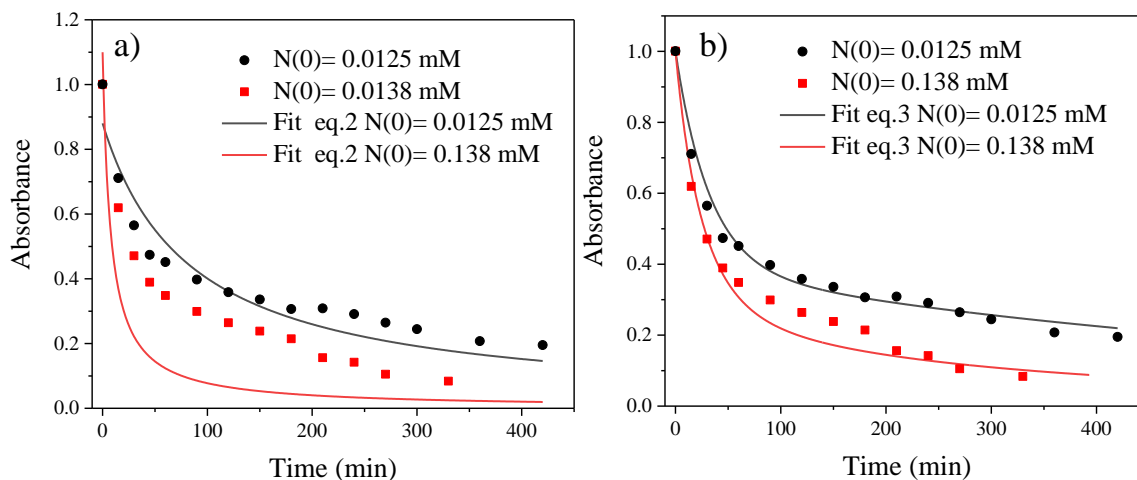 a)
N(0)= 0.0125 mM
N(0)= 0.0138 mM
Fit eq.2 N(0)= 0.0125 mM
Fit eq.2 N(0)= 0.138 mM
1.2
1.0
0.8
0.6
0.4
0.2
0.0
Absorbance
0 100 200 300 400
Time (min)
b)
N(0)= 0.0125 mM
N(0)= 0.138 mM
Fit eq.3 N(0)= 0.0125 mM
Fit eq.3 N(0)= 0.138 mM
1.0
0.8
0.6
0.4
0.2
0.0
Absorbance
0 100 200 300 400
Time (min)